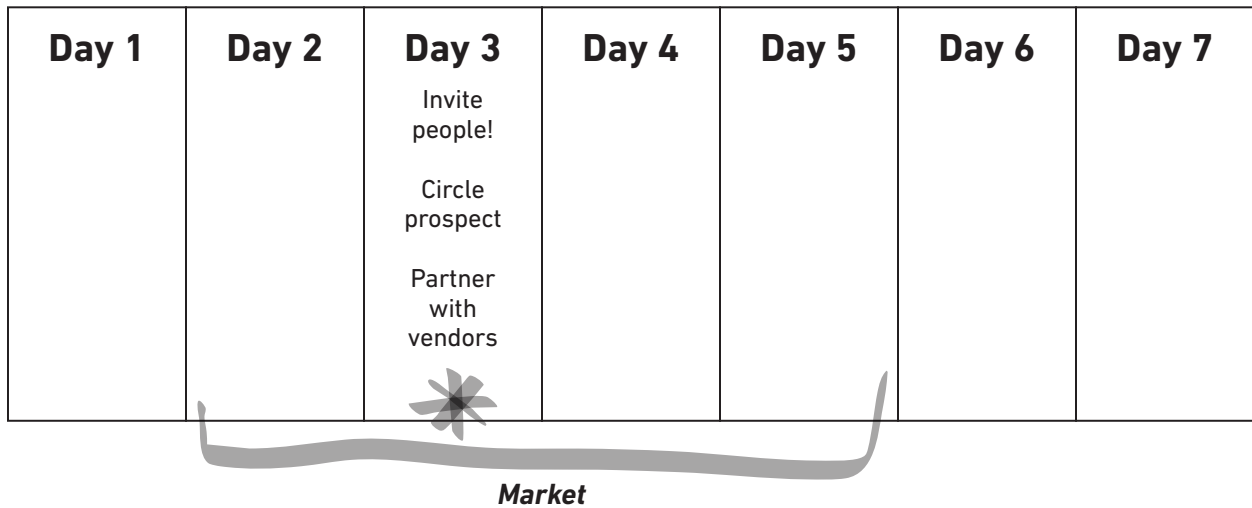 Day 1
Day 2
Day 3
Day 4
Day 5
Day 6
Day 7
Invite
people!
Circle
prospect
Partner
with
vendors
Market